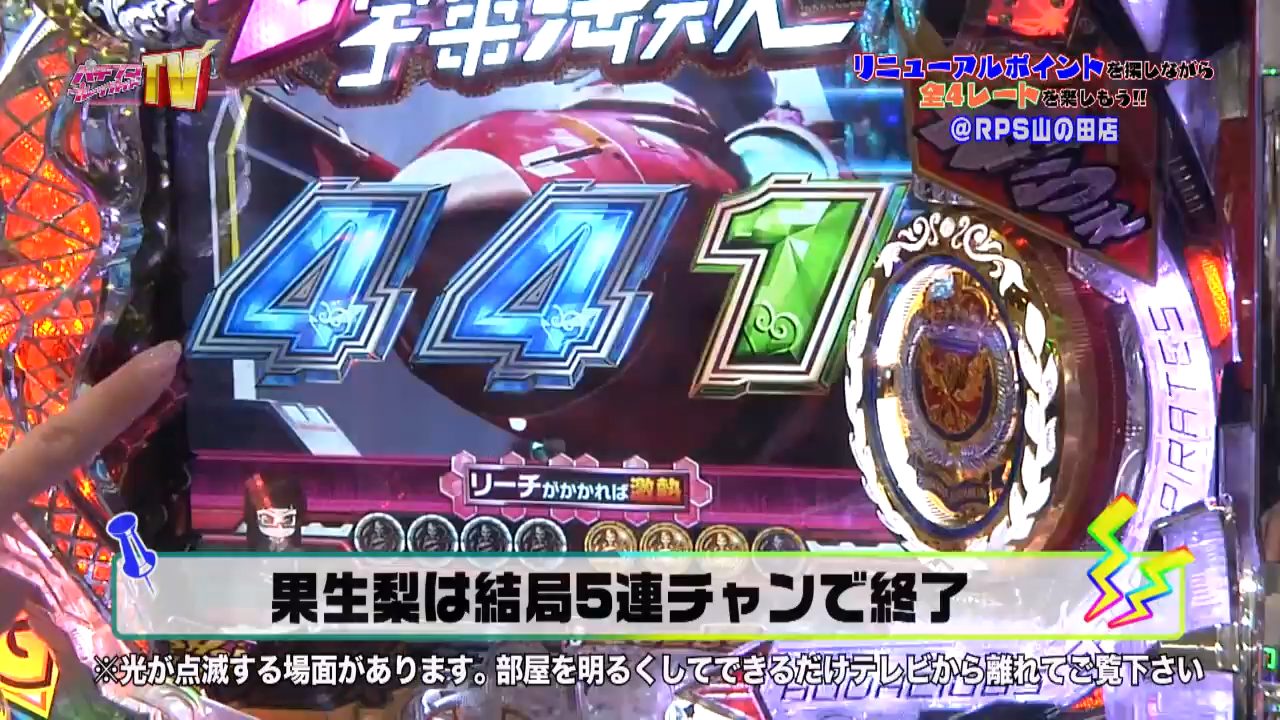 TV
リニューアルポイントを探しながら
全4レートを楽しもう!!
@RPS山の田店
4 4 1
PIRATES
リーチがかかれば激熱
果生梨は結局5連チャンで終了
※光が点滅する場面があります。部屋を明るくしてできるだけテレビから離れてご覧下さい